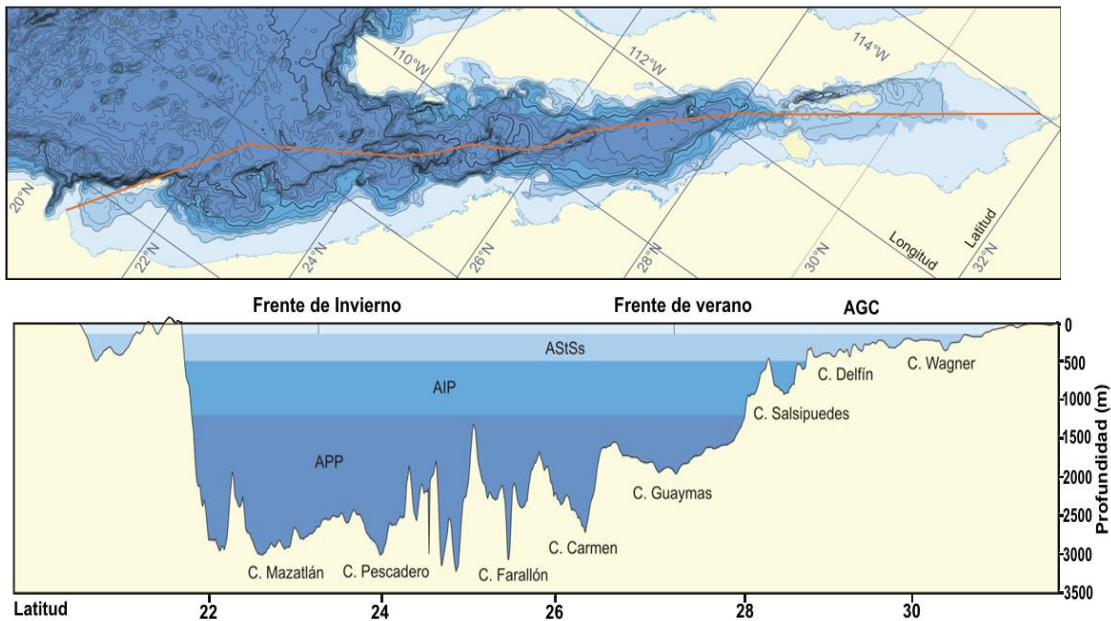 110°W
112°W
114°W
20°N
22°N
24°N
26°N
28°N
30°N
32°N
Longitud
Latitud
Frente de Invierno
Frente de verano
AGC
AStSs
AIP
APP
C. Mazatlán
C. Pescadero
C. Farallón
C. Carmen
C. Guaymas
C. Salsipuedes
C. Delfín
C. Wagner
0
500
1000
1500
2000
2500
3000
3500
Profundidad (m)
Latitud
22
24
26
28
30